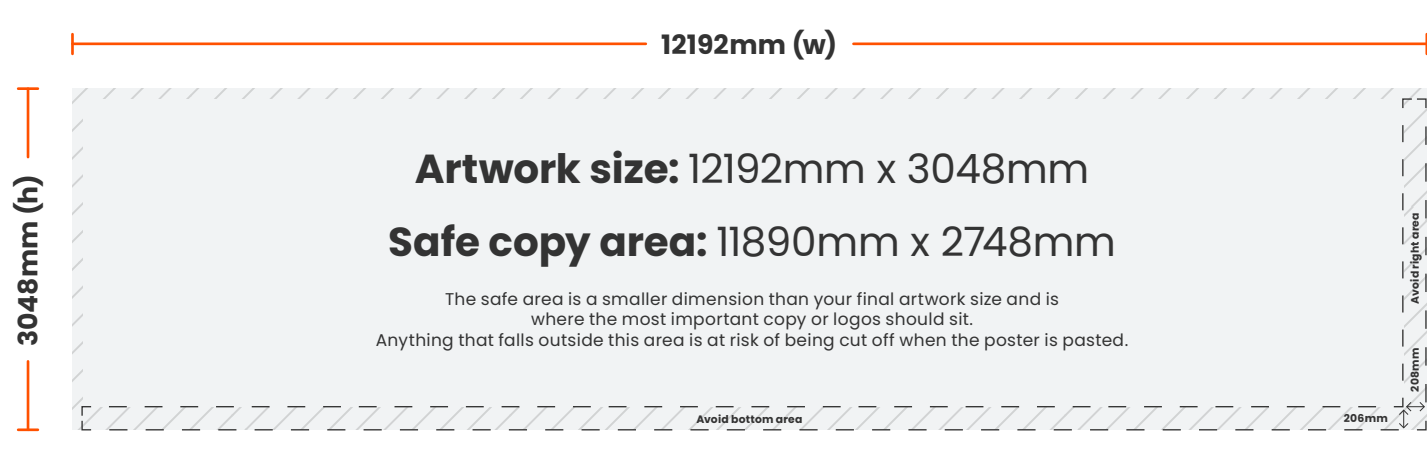 12192mm (w)
3048mm (h)
Artwork size: 12192mm x 3048mm
Safe copy area: 11890mm x 2748mm
The safe area is a smaller dimension than your final artwork size and is
where the most important copy or logos should sit.
Anything that falls outside this area is at risk of being cut off when the poster is pasted.
Avoid right area
208mm
Avoid bottom area
206mm